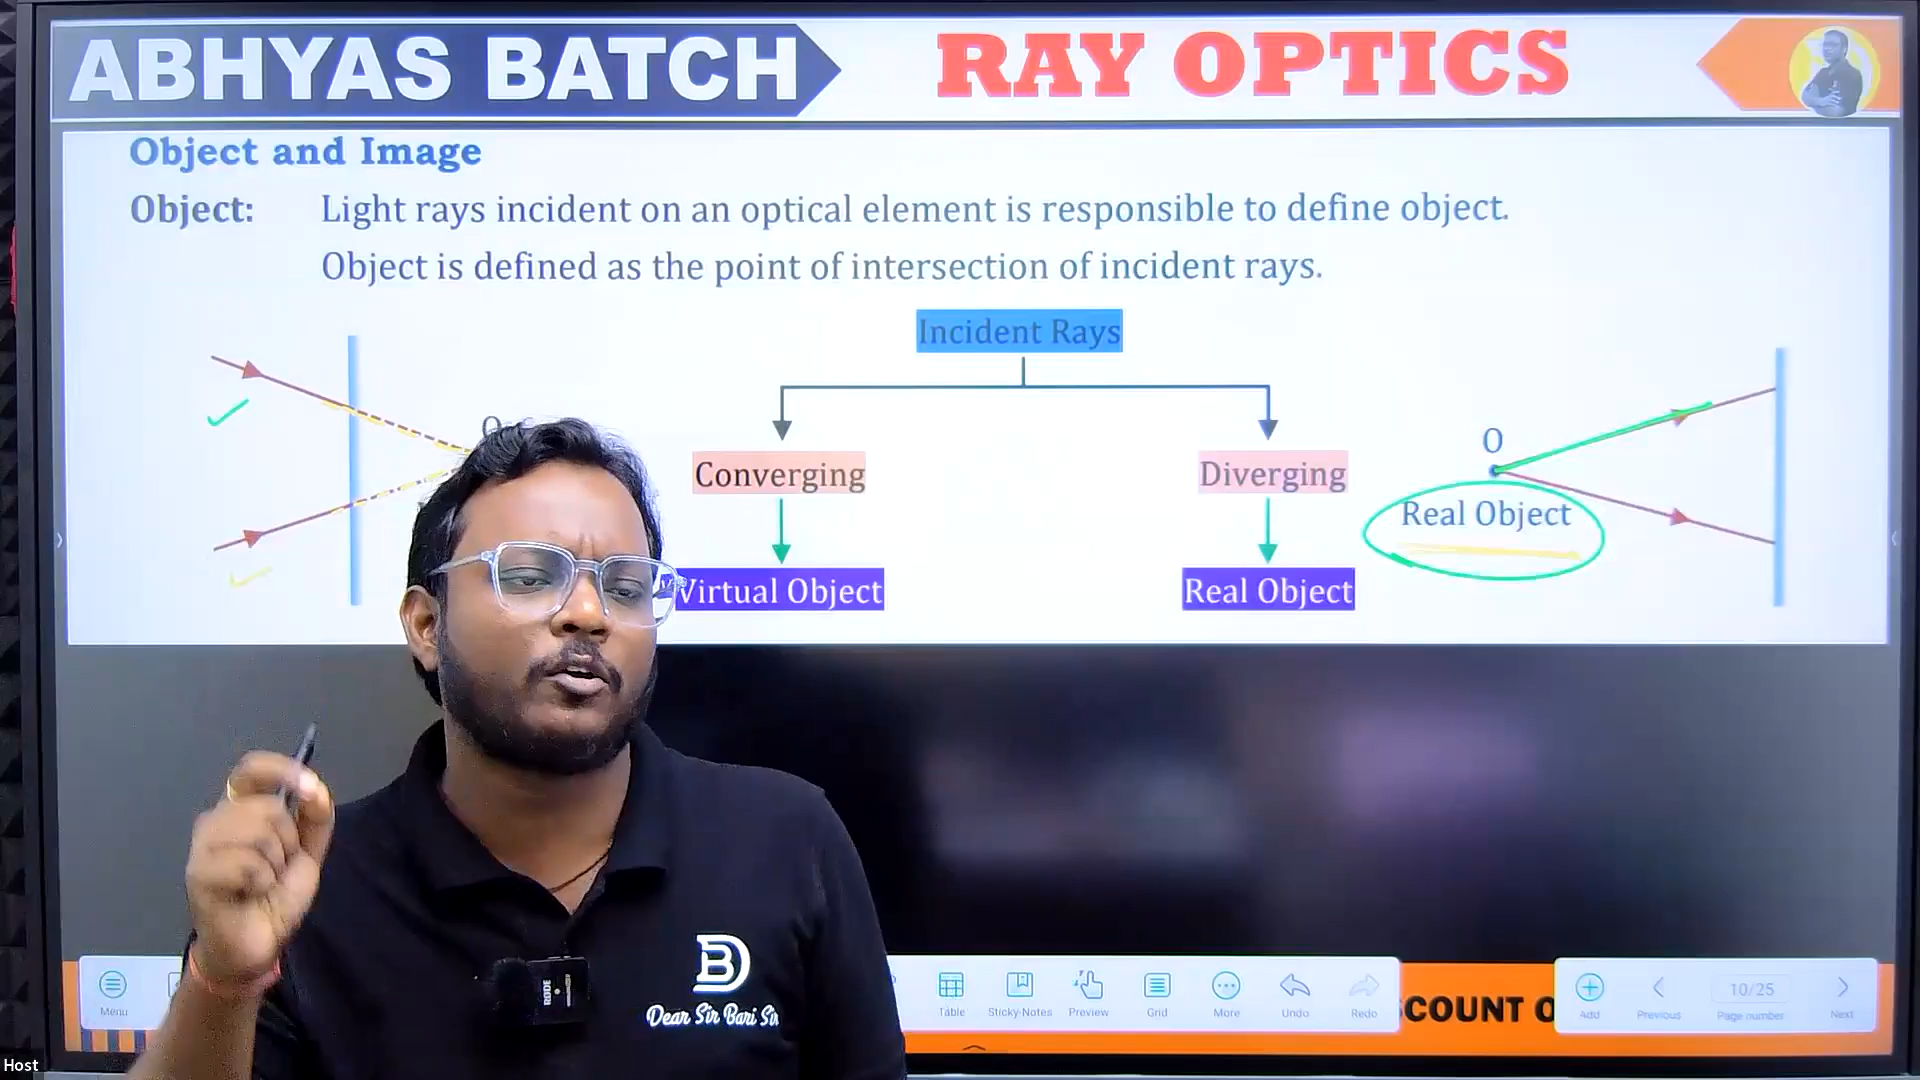 ABHYAS BATCH
RAY OPTICS
Object and Image
Object: Light rays incident on an optical element is responsible to define object.
Object is defined as the point of intersection of incident rays.
Incident Rays
O
O
Converging
Diverging
Real Object
Virtual Object
Real Object
RODE
B
Dear Sir Bari Sir
Menu
Table
Sticky Notes
Preview
Grid
More
Undo
Redo
COUNT O
Add
Previous
10/25
Page number
Next
Host